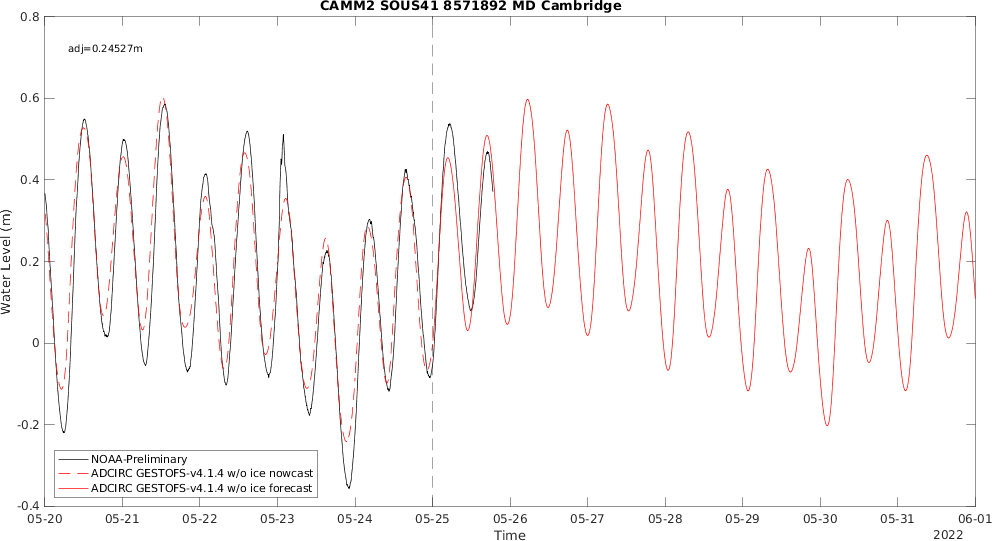 CAMM2 SOUS41 8571892 MD Cambridge
adj=0.24527m
0.8
0.6
0.4
0.2
0
-0.2
-0.4
Water Level (m)
NOAA-Preliminary
ADCIRC GESTOFS-v4.1.4 w/o ice nowcast
ADCIRC GESTOFS-v4.1.4 w/o ice forecast
05-20 05-21 05-22 05-23 05-24 05-25 05-26 05-27 05-28 05-29 05-30 05-31 06-01
Time
2022